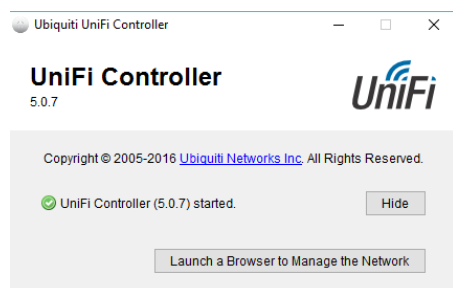 Ubiquiti UniFi Controller
UniFi Controller
5.0.7
UniFi
Copyright © 2005-2016 Ubiquiti Networks Inc. All Rights Reserved.
UniFi Controller (5.0.7) started.
Hide
Launch a Browser to Manage the Network